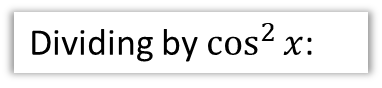 Dividing by cos² x: